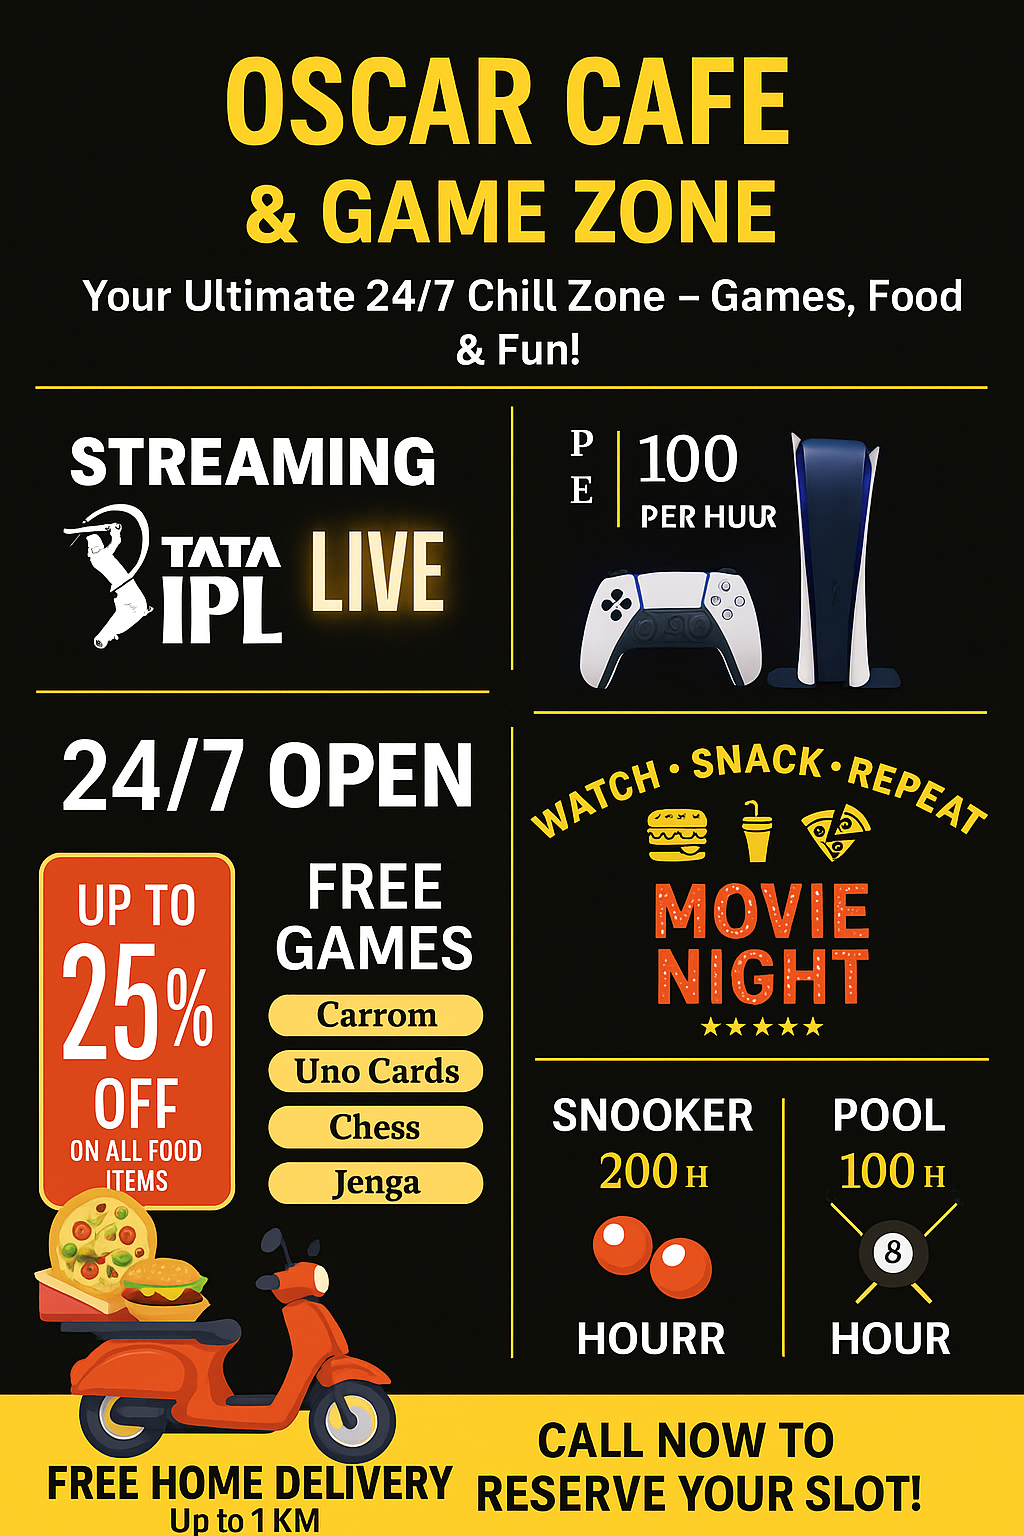 OSCAR CAFE
& GAME ZONE
Your Ultimate 24/7 Chill Zone – Games, Food
& Fun!
STREAMING
TATA
IPL
LIVE
P
E
100
PER HUUR
24/7 OPEN
UP TO
25%
OFF
ON ALL FOOD
ITEMS
FREE
GAMES
Carrom
Uno Cards
Chess
Jenga
WATCH • SNACK • REPEAT
MOVIE
NIGHT
SNOOKER
200 H
HOURR
POOL
100 H
8
HOUR
FREE HOME DELIVERY
Up to 1 KM
CALL NOW TO
RESERVE YOUR SLOT!